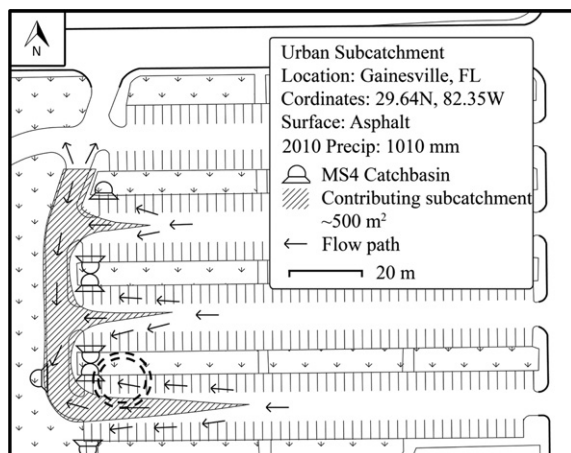 N
Urban Subcatchment
Location: Gainesville, FL
Cordinates: 29.64N, 82.35W
Surface: Asphalt
2010 Precip: 1010 mm
MS4 Catchbasin
Contributing subcatchment
~500 m²
Flow path
20 m